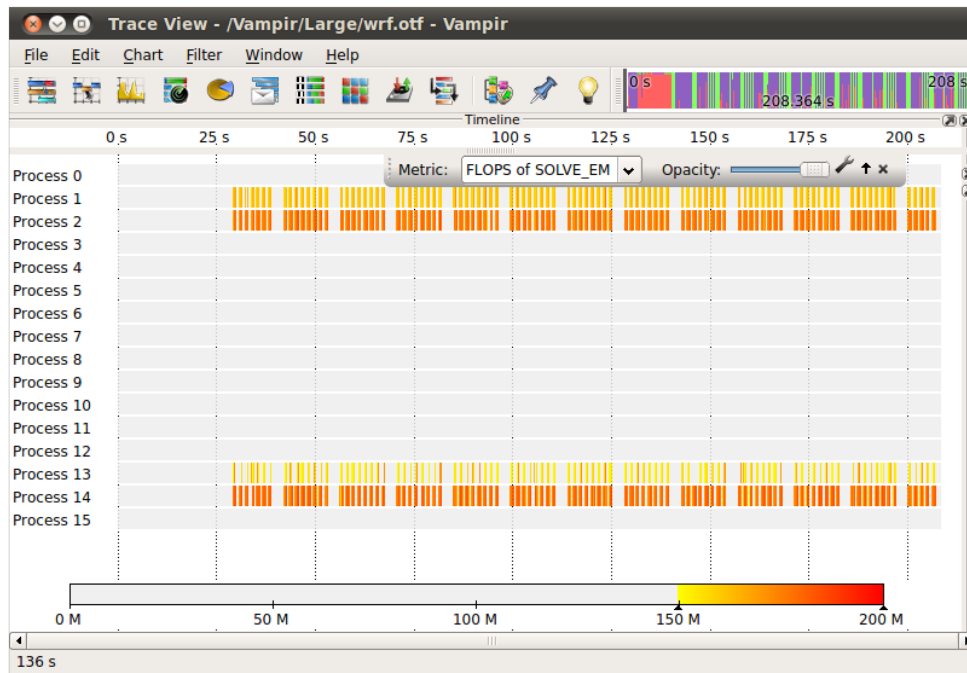 Trace View - /Vampir/Large/wrf.otf - Vampir
File Edit Chart Filter Window Help
0 s 208 s
208.364 s
Timeline
0 s 25 s 50 s 75 s 100 s 125 s 150 s 175 s 200 s
Metric: FLOPS of SOLVE_EM Opacity:
Process 0
Process 1
Process 2
Process 3
Process 4
Process 5
Process 6
Process 7
Process 8
Process 9
Process 10
Process 11
Process 12
Process 13
Process 14
Process 15
0 M 50 M 100 M 150 M 200 M
136 s